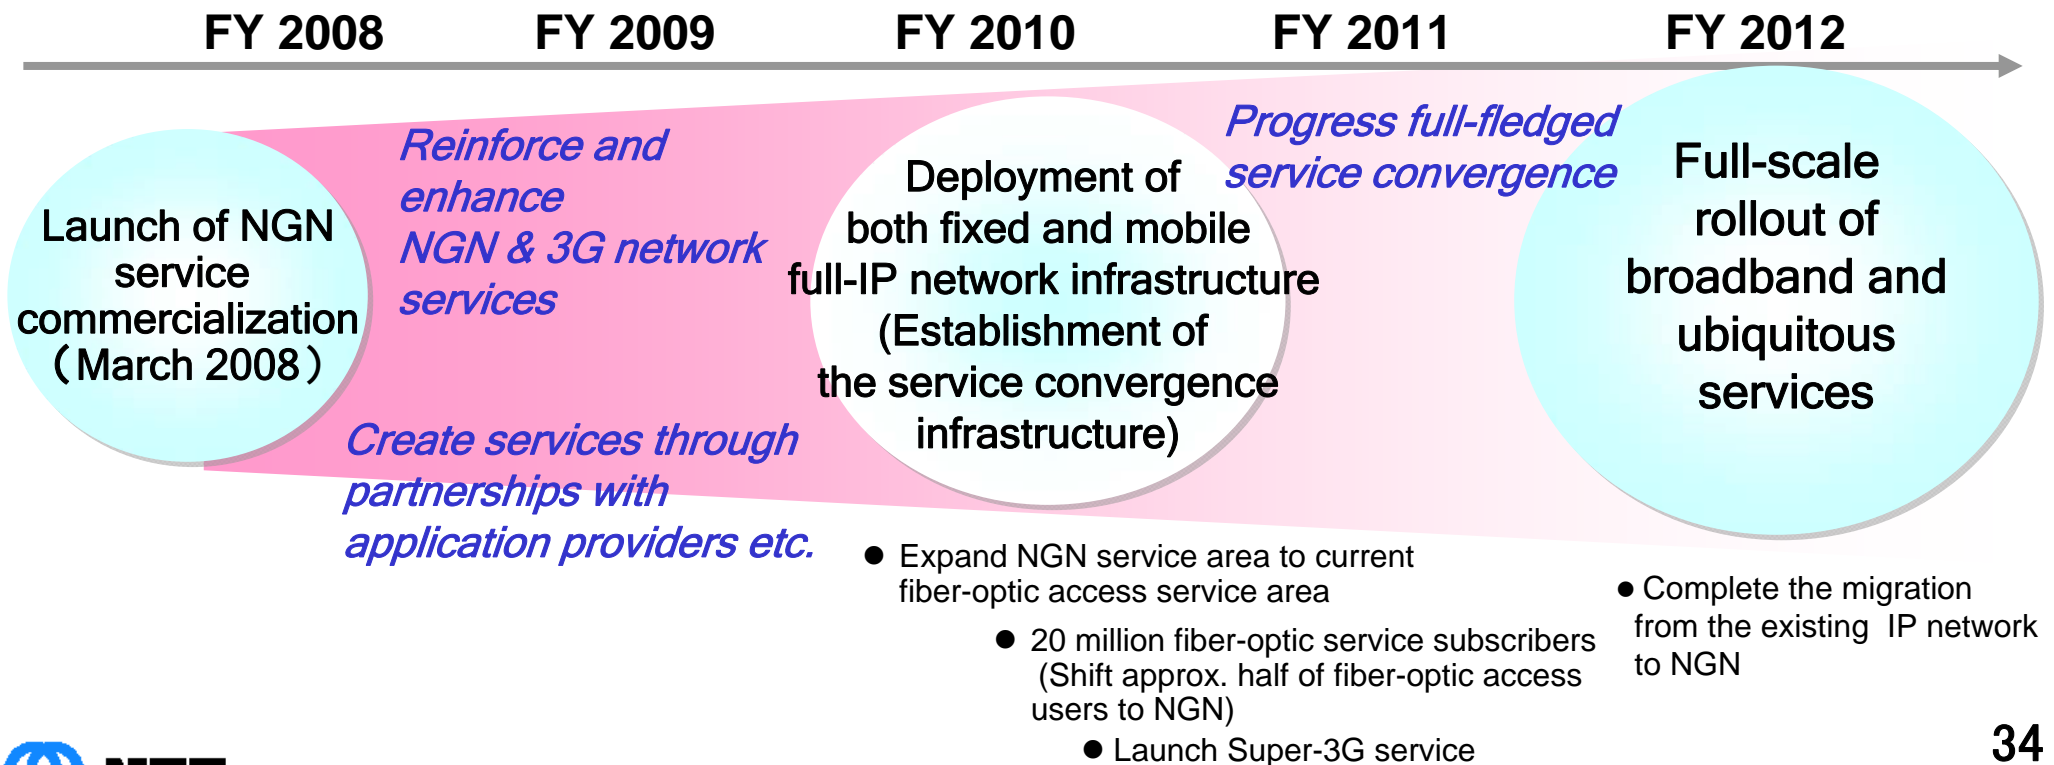 FY 2008 FY 2009 FY 2010 FY 2011 FY 2012
Launch of NGN
service
commercialization
(March 2008)
Reinforce and
enhance
NGN & 3G network
services
Create services through
partnerships with
application providers etc.
Deployment of
both fixed and mobile
full-IP network infrastructure
(Establishment of
the service convergence
infrastructure)
Progress full-fledged
service convergence
Full-scale
rollout of
broadband and
ubiquitous
services
● Expand NGN service area to current
fiber-optic access service area
● 20 million fiber-optic service subscribers
(Shift approx. half of fiber-optic access
users to NGN)
● Launch Super-3G service
● Complete the migration
from the existing IP network
to NGN
34